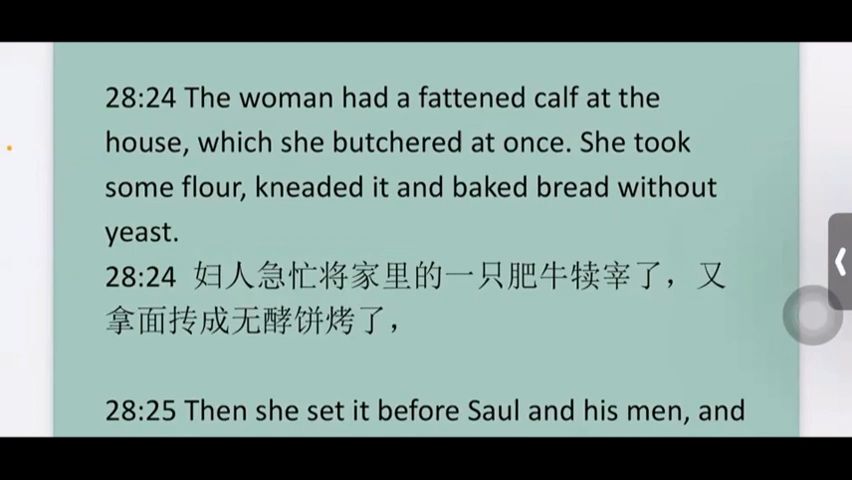 28:24 The woman had a fattened calf at the
house, which she butchered at once. She took
some flour, kneaded it and baked bread without
yeast.
28:24 妇人急忙将家里的一只肥牛犊宰了，又
拿面抟成无酵饼烤了，
28:25 Then she set it before Saul and his men, and